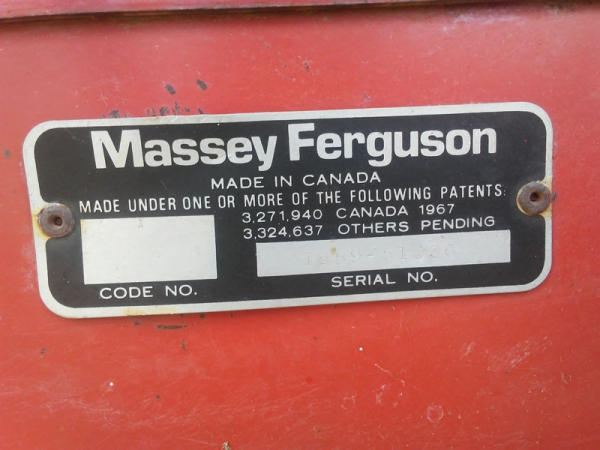 Massey Ferguson
MADE IN CANADA
MADE UNDER ONE OR MORE OF THE FOLLOWING PATENTS:
3,271,940 CANADA 1967
3,324,637 OTHERS PENDING
CODE NO.
SERIAL NO.